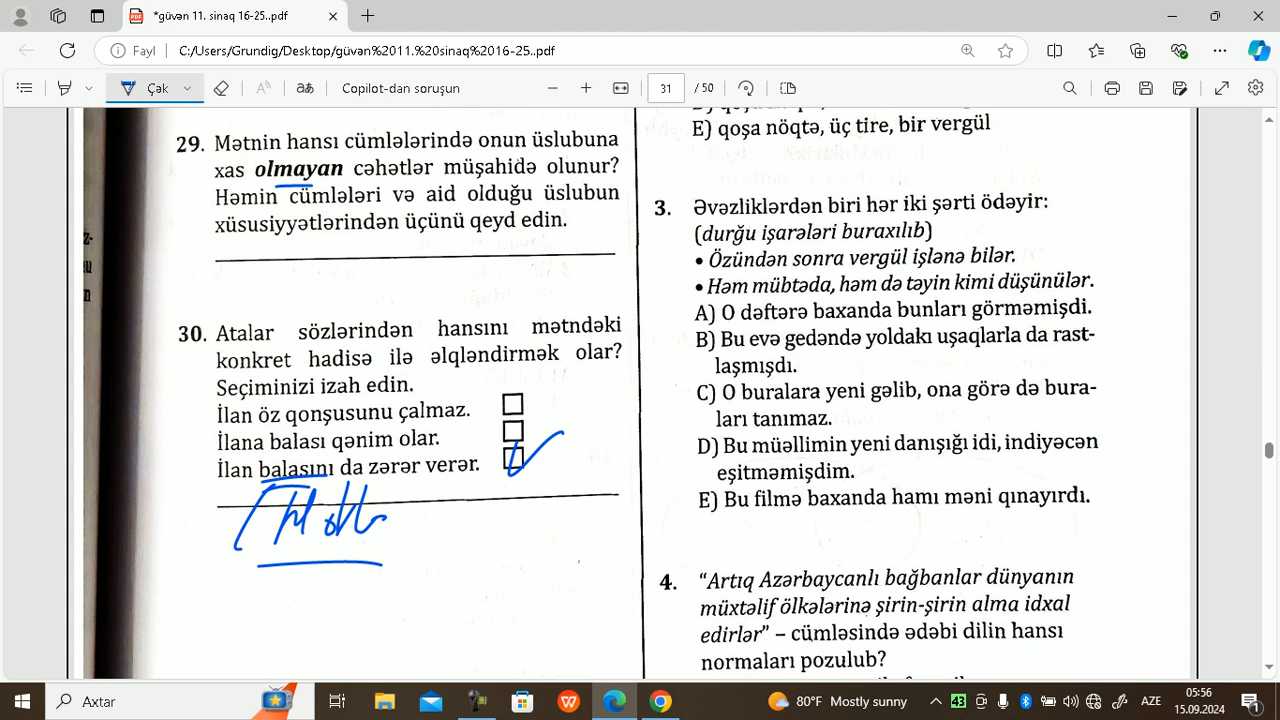 *güvən 11. sinaq 16-25..pdf
Fayl
C:/Users/Grundig/Desktop/güvən%2011.%20sinaq%2016-25..pdf
Çək
aあ
Copilot-dan soruşun
31 / 50
29. Mətnin hansı cümlələrində onun üslubuna
xas olmayan cəhətlər müşahidə olunur?
Həmin cümlələri və aid olduğu üslubun
xüsusiyyətlərindən üçünü qeyd edin.
30. Atalar sözlərindən hansını mətndəki
konkret hadisə ilə əlqləndirmək olar?
Seçiminizi izah edin.
İlan öz qonşusunu çalmaz.
İlana balası qənim olar.
İlan balasını da zərər verər.
E) qoşa nöqtə, üç tire, bir vergül
3. Əvəzliklərdən biri hər iki şərti ödəyir:
(durğu işarələri buraxılıb)
• Özündən sonra vergül işlənə bilər.
• Həm mübtəda, həm də təyin kimi düşünülər.
A) O dəftərə baxanda bunları görməmişdi.
B) Bu evə gedəndə yoldakı uşaqlarla da rast-
laşmışdı.
C) O buralara yeni gəlib, ona görə də bura-
ları tanımaz.
D) Bu müəllimin yeni danışığı idi, indiyəcən
eşitməmişdim.
E) Bu filmə baxanda hamı məni qınayırdı.
4. “Artıq Azərbaycanlı bağbanlar dünyanın
müxtəlif ölkələrinə şirin-şirin alma idxal
edirlər” – cümləsində ədəbi dilin hansı
normaları pozulub?
Axtar
80°F Mostly sunny
43
AZE
05:56
15.09.2024